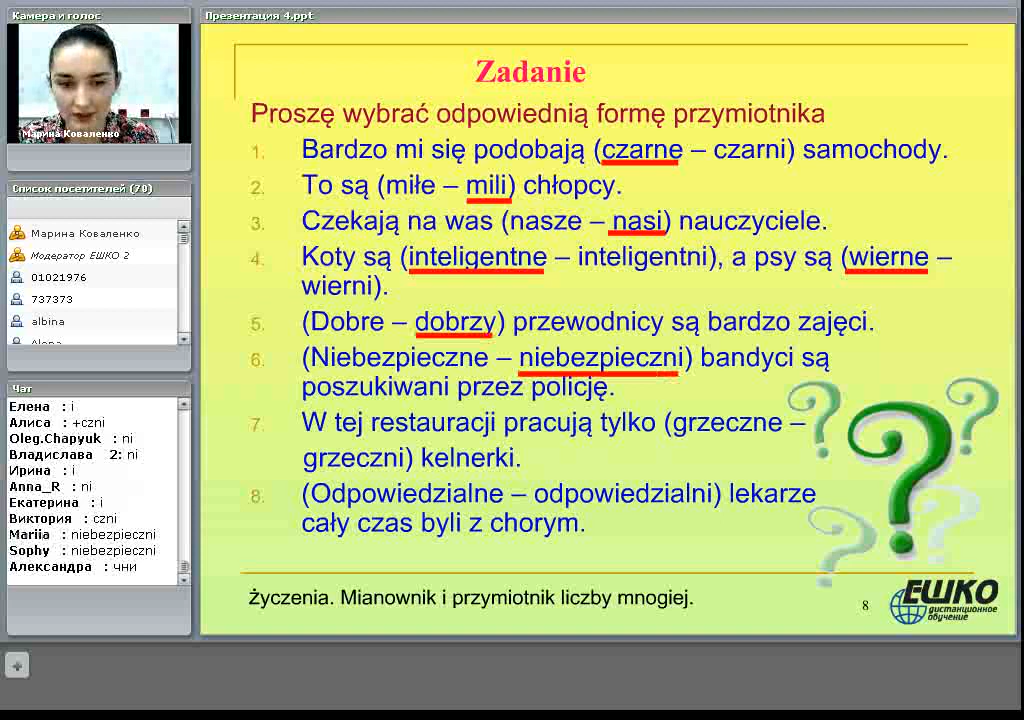 Камера и голос
Марина Коваленко
Список посетителей (70)
Марина Коваленко
Модератор ЕШКО 2
01021976
737373
albina
Alona
Чат
Елена : i
Алиса : +czni
Oleg.Chapyuk : ni
Владислава 2: ni
Ирина : i
Anna_R : ni
Екатерина : i
Виктория : czni
Mariia : niebezpieczni
Sophy : niebezpieczni
Александра : чни
Презентация 4.ppt
Zadanie
Proszę wybrać odpowiednią formę przymiotnika
1. Bardzo mi się podobają (czarne – czarni) samochody.
2. To są (miłe – mili) chłopcy.
3. Czekają na was (nasze – nasi) nauczyciele.
4. Koty są (inteligentne – inteligentni), a psy są (wierne –
wierni).
5. (Dobre – dobrzy) przewodnicy są bardzo zajęci.
6. (Niebezpieczne – niebezpieczni) bandyci są
poszukiwani przez policję.
7. W tej restauracji pracują tylko (grzeczne –
grzeczni) kelnerki.
8. (Odpowiedzialne – odpowiedzialni) lekarze
cały czas byli z chorym.
Życzenia. Mianownik i przymiotnik liczby mnogiej.
8
ЕШКО
дистанционное
обучение